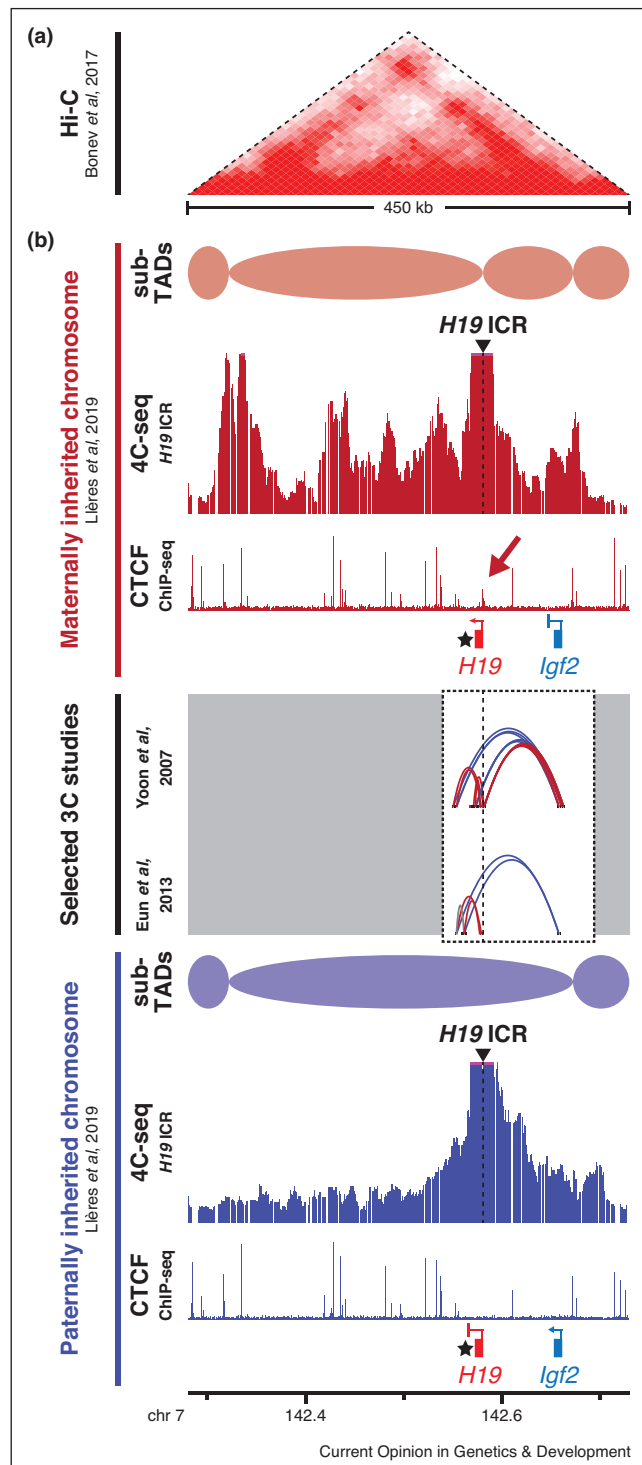 (a)
Hi-C
Bonev et al, 2017
450 kb
(b)
Maternally inherited chromosome
Llères et al, 2019
sub-
TADs
H19 ICR
4C-seq
H19 ICR
CTCF
ChIP-seq
H19
Igf2
Selected 3C studies
Yoon et al,
2007
Eun et al,
2013
Paternally inherited chromosome
Llères et al, 2019
sub-
TADs
H19 ICR
4C-seq
H19 ICR
CTCF
ChIP-seq
H19
Igf2
chr 7
142.4
142.6
Current Opinion in Genetics & Development